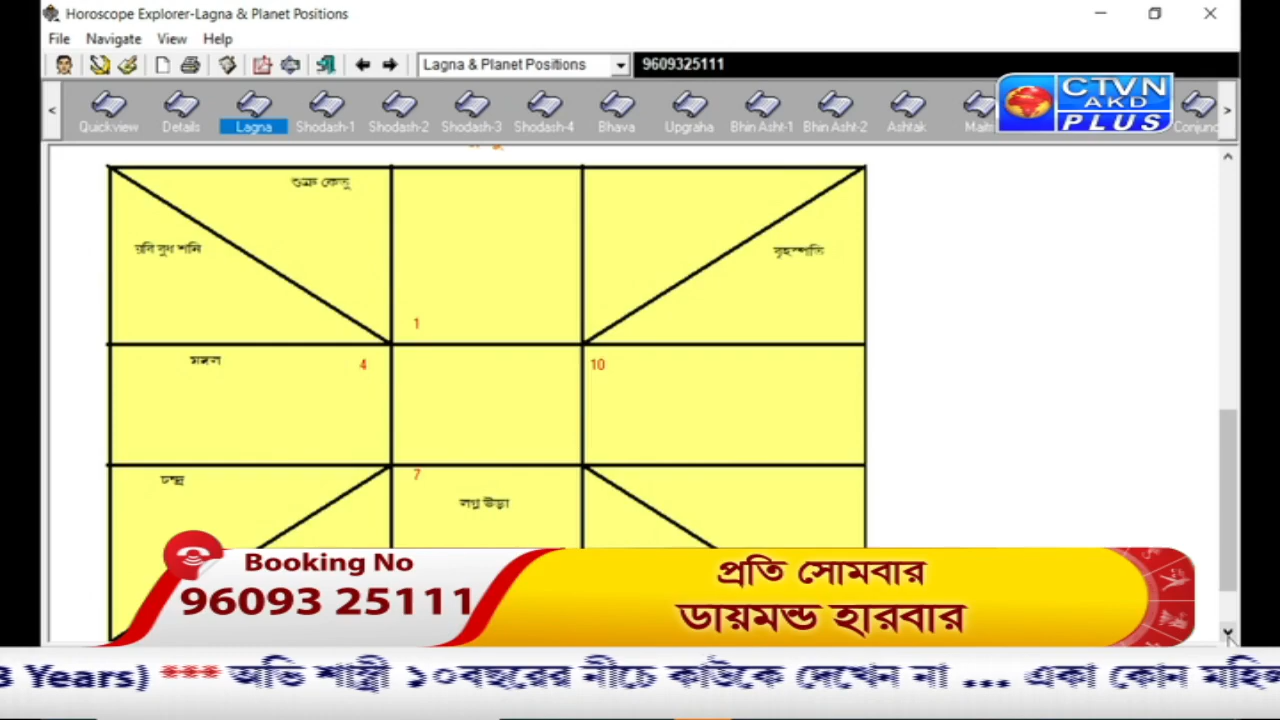 Horoscope Explorer-Lagna & Planet Positions
File Navigate View Help
Lagna & Planet Positions 9609325111
CTVN
AKD
PLUS
Quickview Details Lagna Shodash-1 Shodash-2 Shodash-3 Shodash-4 Bhava Upgraha Bhin Asht-1 Bhin Asht-2 Ashtak
শুক্র কেতু
রবি বুধ শনি
বৃহস্পতি
1
মঙ্গল 4 10
7
চন্দ্র
লগ্ন
Booking No
96093 25111
প্রতি সোমবার
ডায়মন্ড হারবার
Years) *** অভি শাস্ত্রী ১০বছরের নীচে কাউকে দেখেন না ... একা কোন